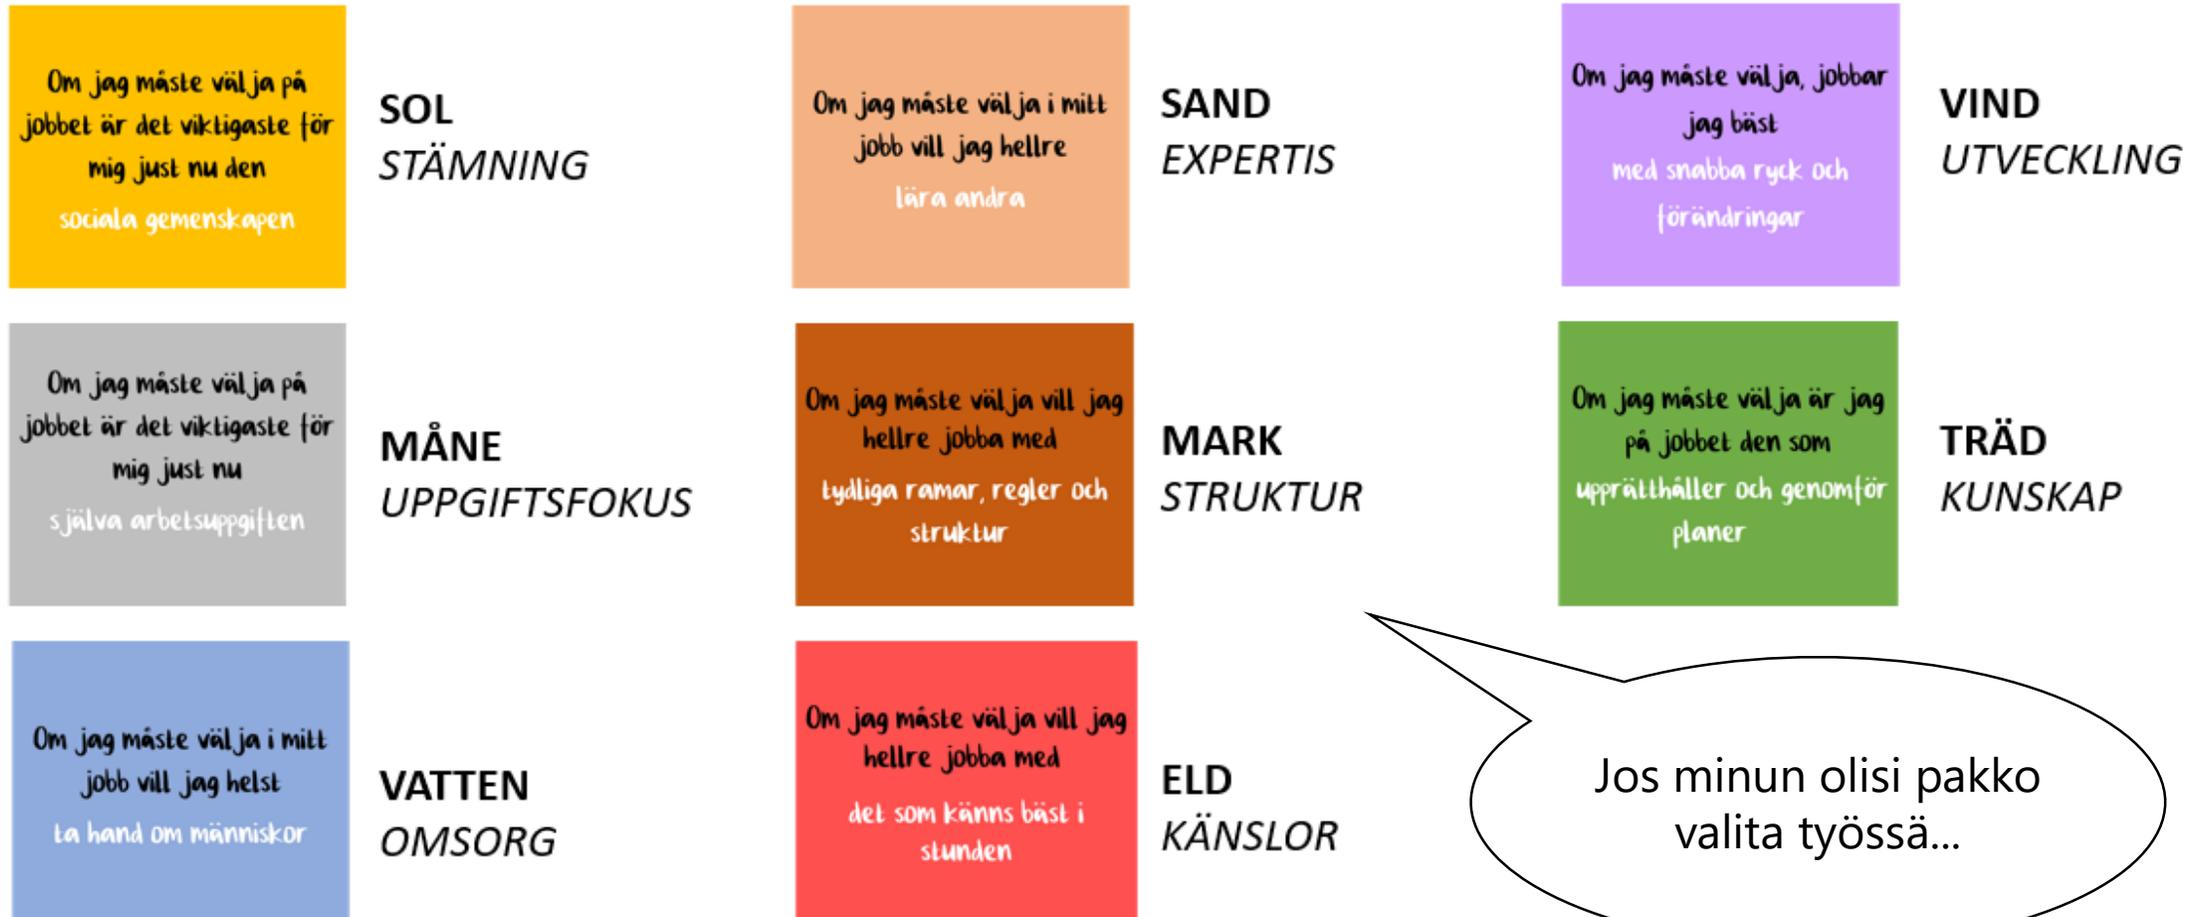 Om jag måste välja på
jobbet är det viktigaste för
mig just nu den
sociala gemenskapen
SOL
STÄMNING
Om jag måste välja i mitt
jobb vill jag hellre
lära andra
SAND
EXPERTIS
Om jag måste välja, jobbar
jag bäst
med snabba ryck och
förändringar
VIND
UTVECKLING
Om jag måste välja på
jobbet är det viktigaste för
mig just nu
själva arbetsuppgiften
MÅNE
UPPGIFTSFOKUS
Om jag måste välja vill jag
hellre jobba med
tydliga ramar, regler och
struktur
MARK
STRUKTUR
Om jag måste välja är jag
på jobbet den som
upprätthåller och genomför
planer
TRÄD
KUNSKAP
Om jag måste välja i mitt
jobb vill jag helst
ta hand om människor
VATTEN
OMSORG
Om jag måste välja vill jag
hellre jobba med
det som känns bäst i
stunden
ELD
KÄNSLOR
Jos minun olisi pakko
valita työssä...